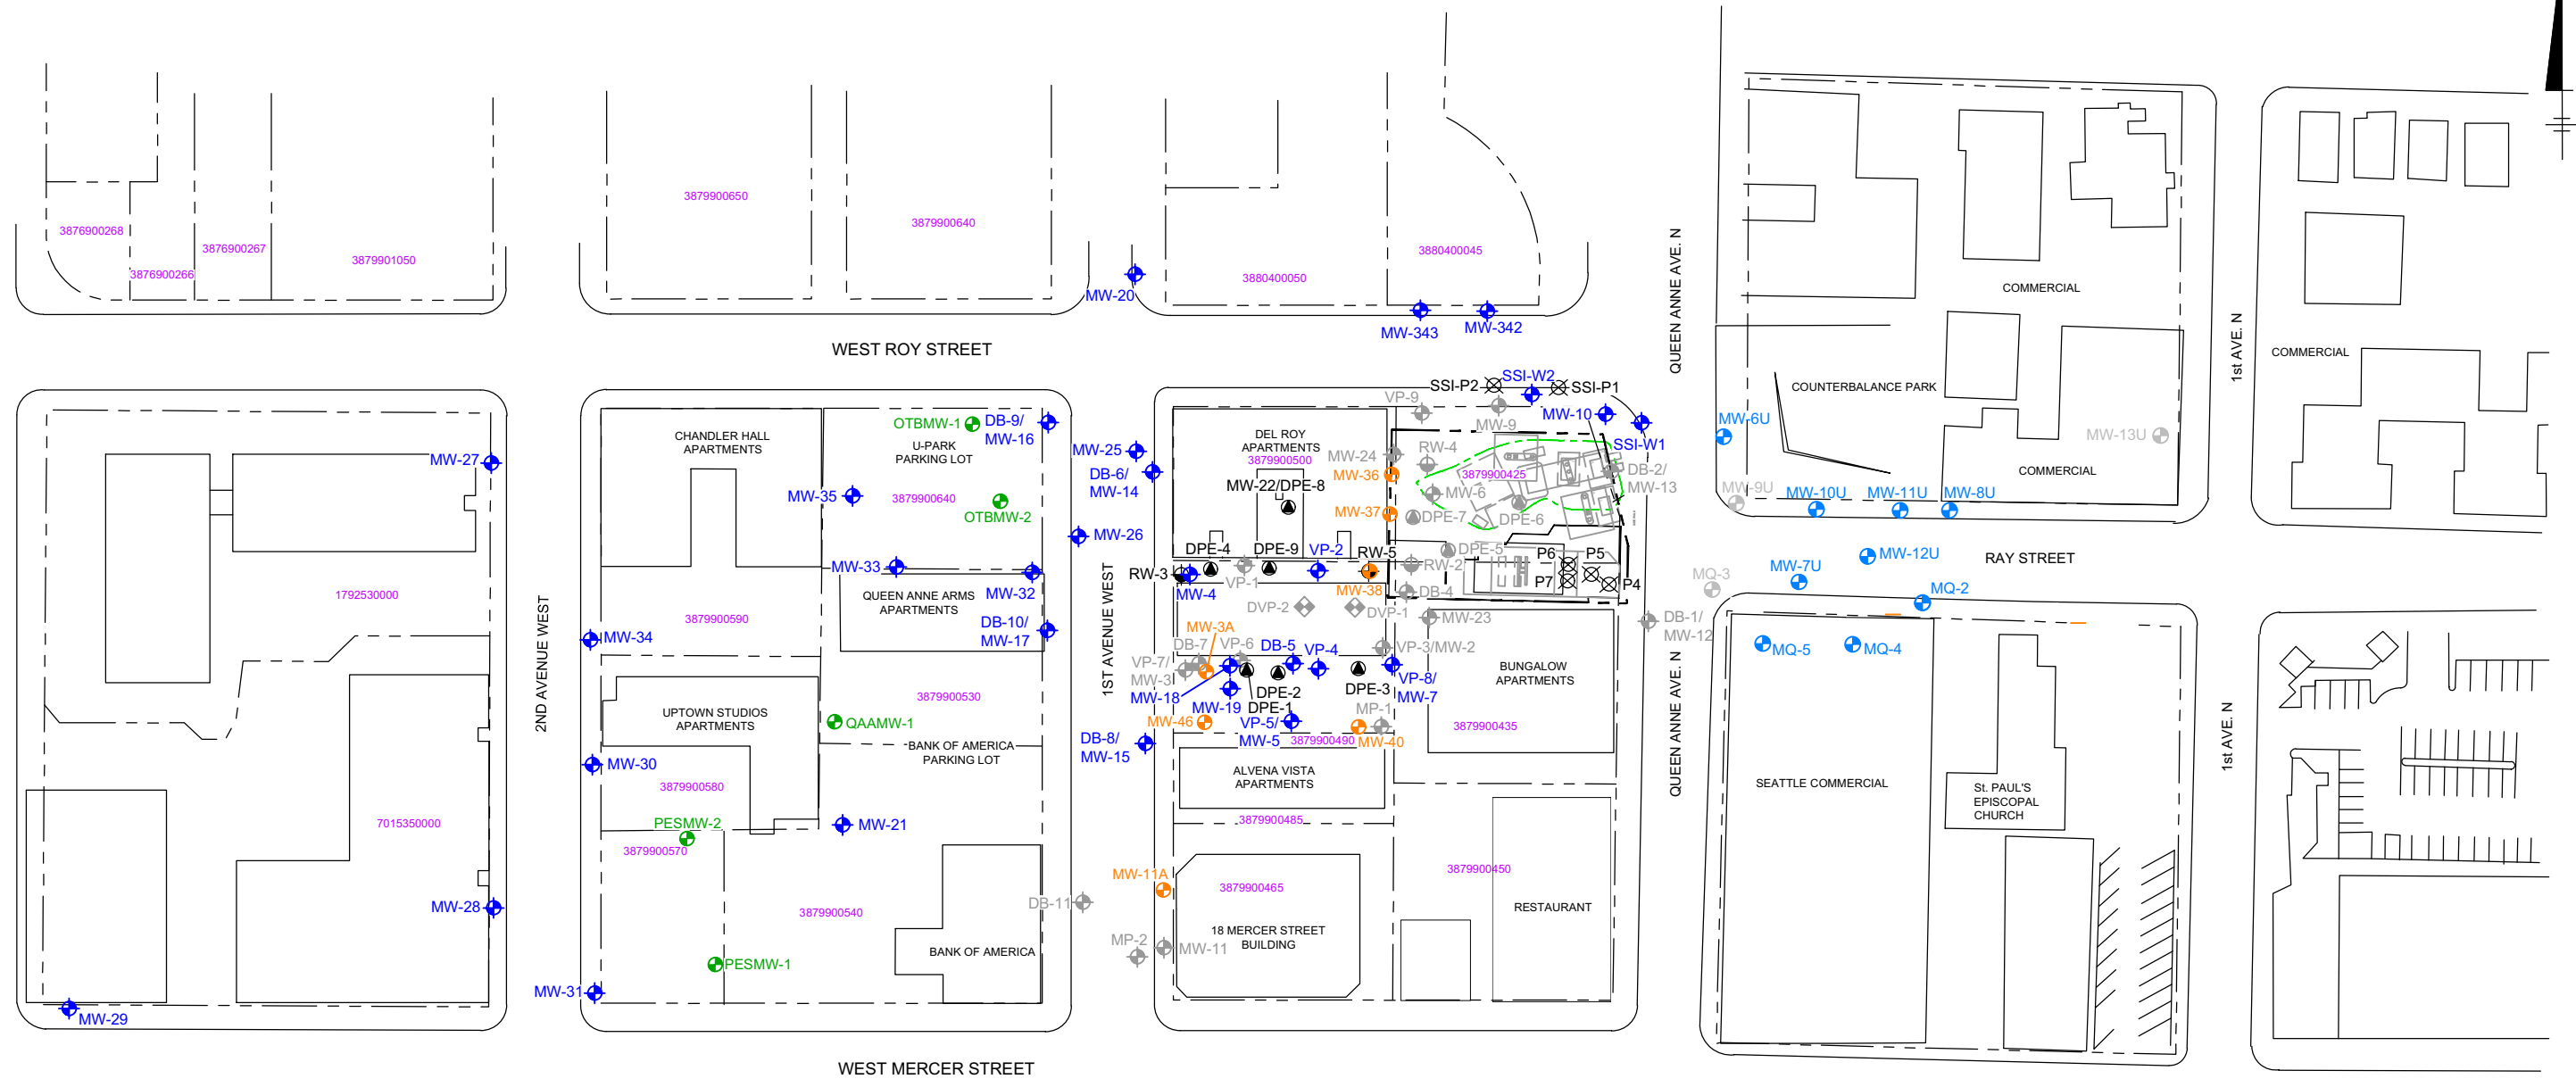 3876900268
3876900266
3876900267
3879901050
3879900650
3879900640
MW-20
3880400050
3880400045
MW-343
MW-342
WEST ROY STREET
QUEEN ANNE AVE. N
COMMERCIAL
1st AVE. N
COMMERCIAL
COUNTERBALANCE PARK
COMMERCIAL
MW-6U
MW-13U
MW-9U
MW-10U
MW-11U
MW-8U
MW-12U
RAY STREET
MW-7U
MQ-3
MQ-2
MQ-5
MQ-4
MW-27
1792530000
2ND AVENUE WEST
7015350000
MW-28
MW-29
CHANDLER HALL
APARTMENTS
OTBMW-1
DB-9/
MW-16
U-PARK
PARKING LOT
MW-35
3879900640
OTBMW-2
MW-33
MW-32
QUEEN ANNE ARMS
APARTMENTS
3879900590
DB-10/
MW-17
MW-34
UPTOWN STUDIOS
APARTMENTS
3879900530
QAAMW-1
BANK OF AMERICA
PARKING LOT
MW-30
3879900580
PESMW-2
MW-21
3879900570
3879900540
PESMW-1
BANK OF AMERICA
MW-31
MW-25
DB-6/
MW-14
MW-26
1ST AVENUE WEST
DB-8/
MW-15
DB-11
MP-2
MW-11
MW-11A
SSI-P2
SSI-W2
SSI-P1
VP-9
MW-9
MW-10
SSI-W1
DEL ROY
APARTMENTS
3879900500
MW-24
RW-4
3879900425
MW-36
MW-22/DPE-8
MW-6
DB-2/
MW-13
MW-37
DPE-7
DPE-6
DPE-4
DPE-9
VP-2
RW-5
DPE-5
P6
P5
RW-3
VP-1
RW-2
P7
P4
MW-4
MW-38
DB-4
DVP-2
DVP-1
MW-23
DB-1/
MW-12
MW-3A
DB-7
VP-6
DB-5
VP-4
VP-3/MW-2
VP-7/
MW-3
MW-18
DPE-2
DPE-3
VP-8/
MW-7
BUNGALOW
APARTMENTS
MW-19
DPE-1
MP-1
MW-46
VP-5/
MW-5
3879900490
MW-40
3879900435
ALVENA VISTA
APARTMENTS
3879900485
3879900465
3879900450
18 MERCER STREET
BUILDING
RESTAURANT
QUEEN ANNE AVE. N
SEATTLE COMMERCIAL
St. PAUL'S
EPISCOPAL
CHURCH
1st AVE. N
WEST MERCER STREET